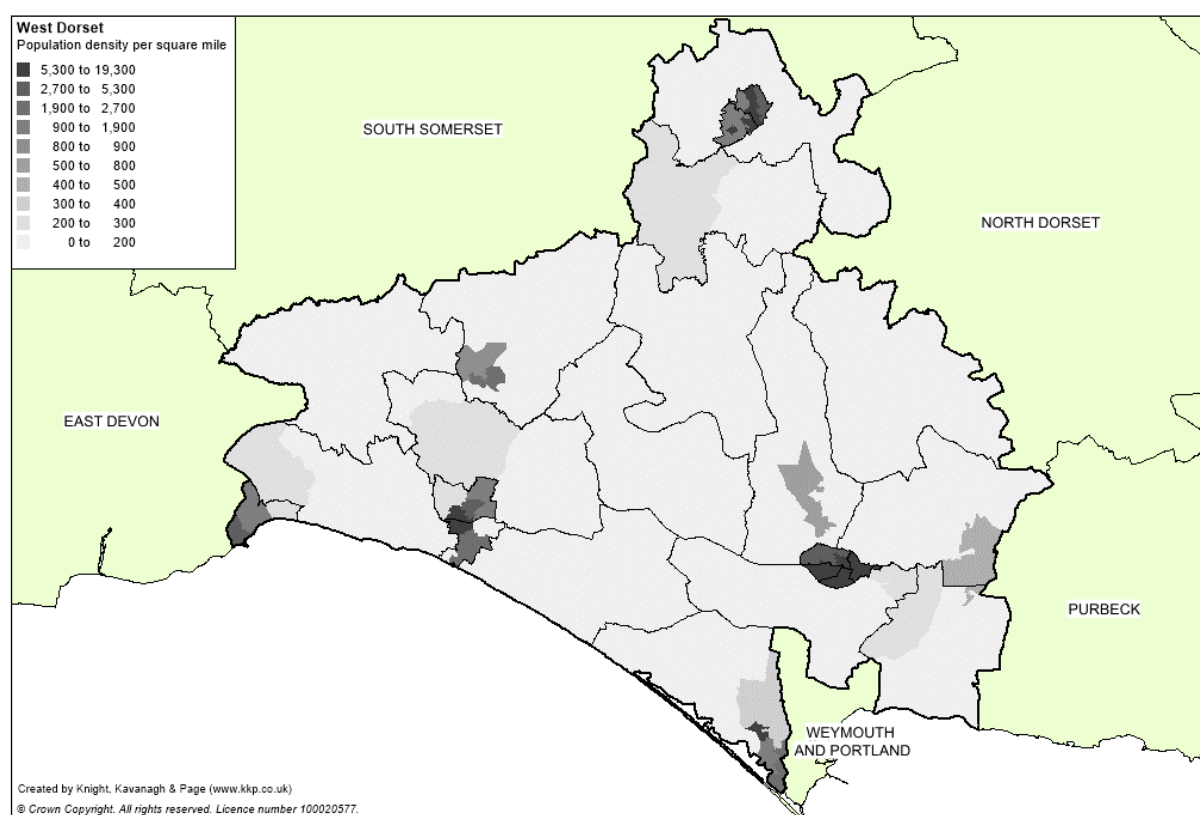 West Dorset
Population density per square mile
5,300 to 19,300
2,700 to 5,300
1,900 to 2,700
900 to 1,900
800 to 900
500 to 800
400 to 500
300 to 400
200 to 300
0 to 200
SOUTH SOMERSET
NORTH DORSET
EAST DEVON
PURBECK
WEYMOUTH
AND PORTLAND
Created by Knight, Kavanagh & Page (www.kkp.co.uk)
© Crown Copyright. All rights reserved. Licence number 100020577.